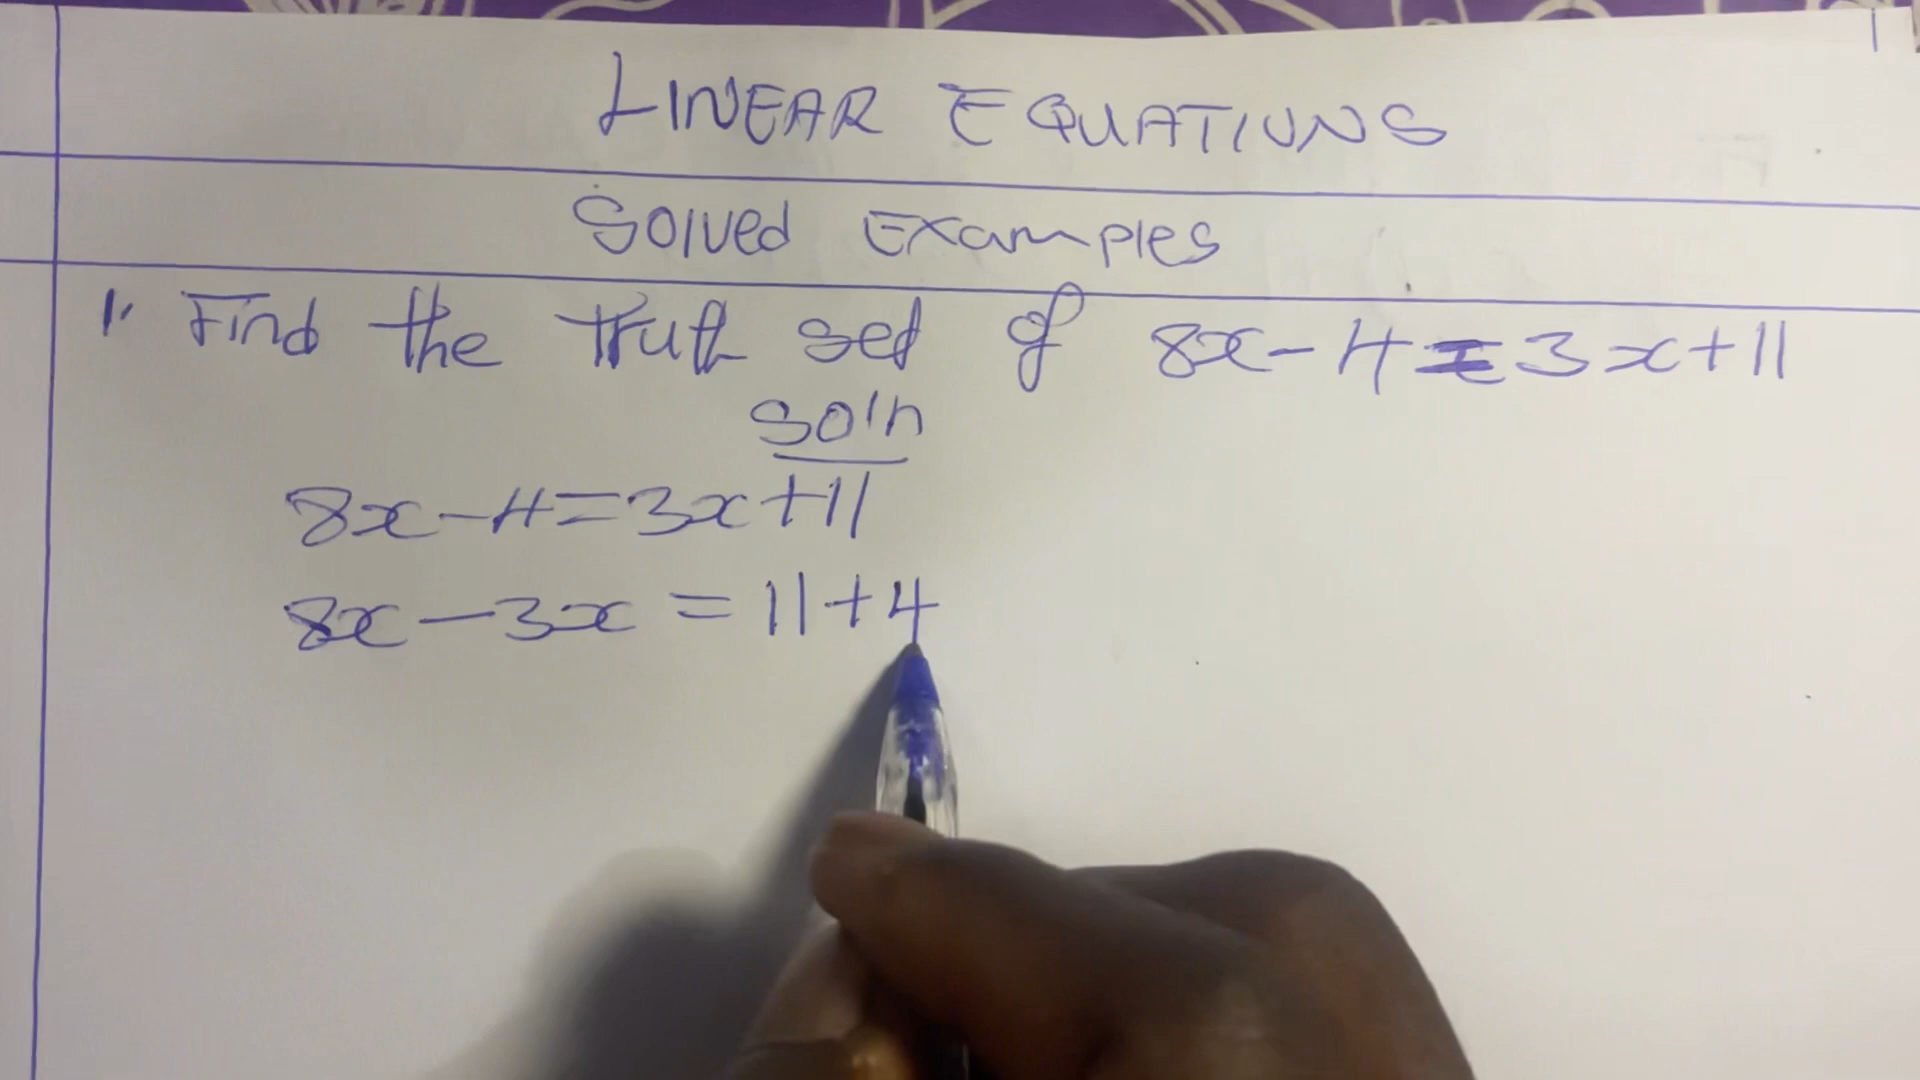 LINEAR EQUATIONS
Solved Examples
1. Find the Truth set of 8x-4=3x+11
soln
8x-4=3x+11
8x-3x=11+4